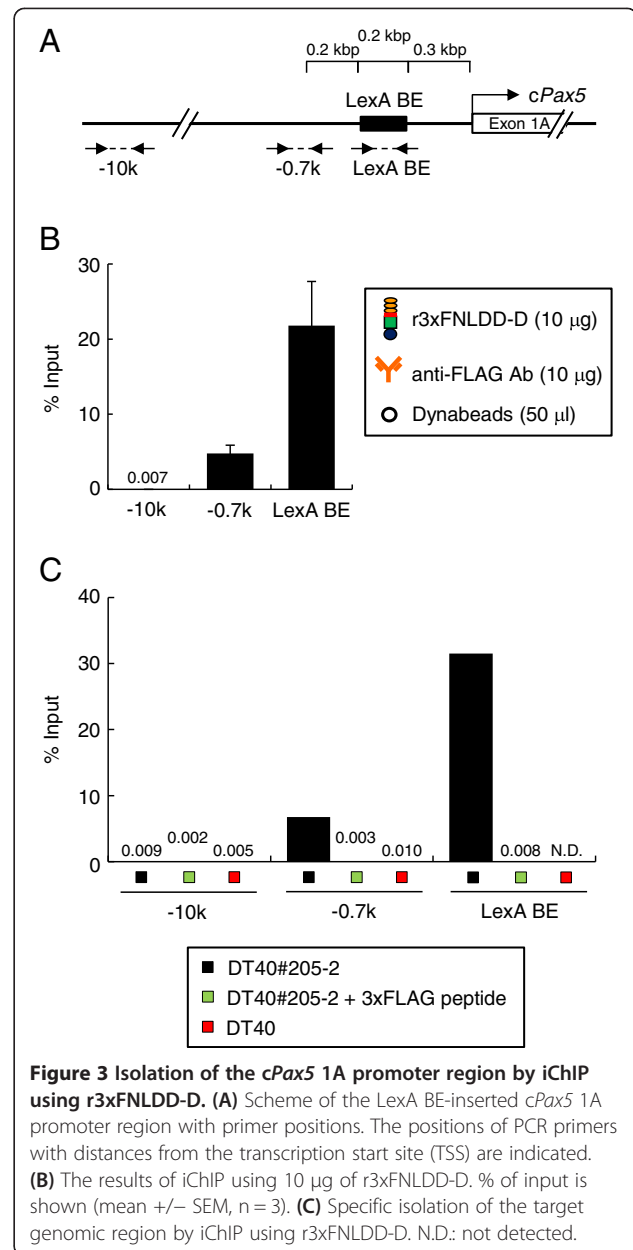 A
0.2 kbp
0.2 kbp 0.3 kbp
LexA BE
cPax5
Exon 1A
-10k
-0.7k
LexA BE
B
30
20
10
0
% Input
0.007
-10k
-0.7k
LexA BE
r3xFNLDD-D (10 µg)
anti-FLAG Ab (10 µg)
Dynabeads (50 µl)
C
40
30
20
10
0
% Input
0.009
0.002
0.005
0.003
0.010
0.008
N.D.
-10k
-0.7k
LexA BE
DT40#205-2
DT40#205-2 + 3xFLAG peptide
DT40
Figure 3 Isolation of the cPax5 1A promoter region by iChIP
using r3xFNLDD-D. (A) Scheme of the LexA BE-inserted cPax5 1A
promoter region with primer positions. The positions of PCR primers
with distances from the transcription start site (TSS) are indicated.
(B) The results of iChIP using 10 µg of r3xFNLDD-D. % of input is
shown (mean +/− SEM, n = 3). (C) Specific isolation of the target
genomic region by iChIP using r3xFNLDD-D. N.D.: not detected.